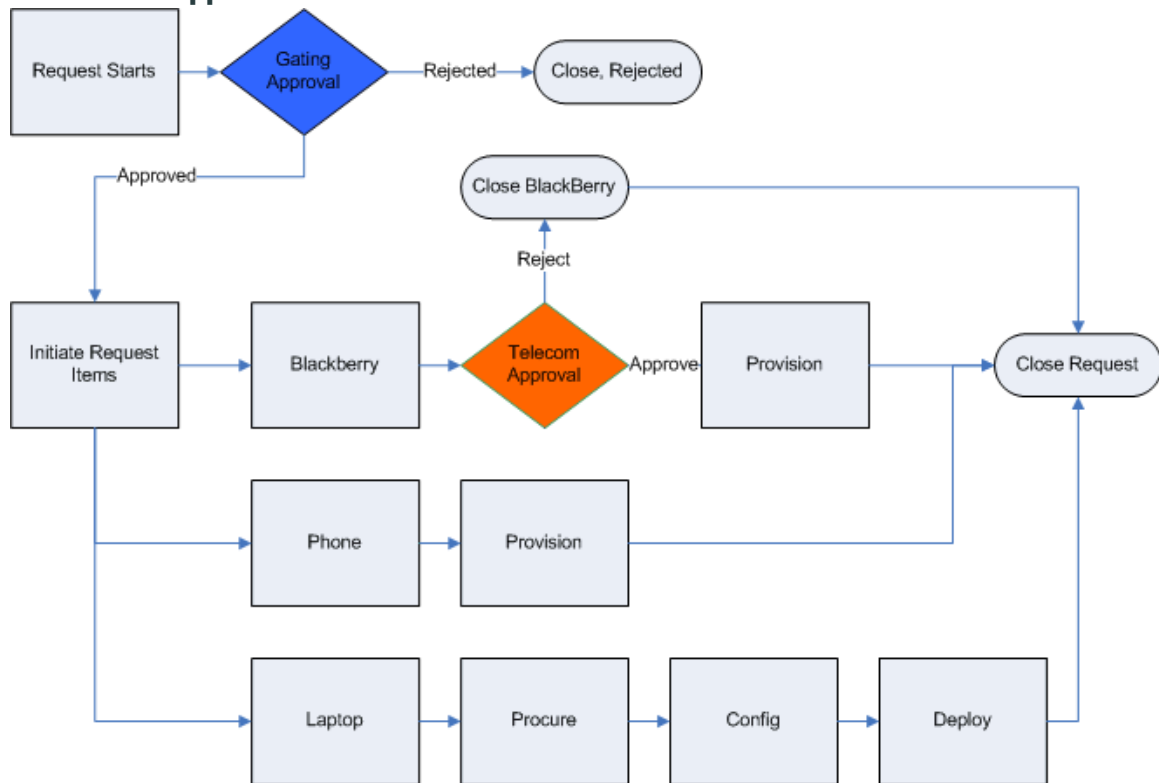 Request Starts
Gating
Approval
Rejected
Close, Rejected
Approved
Close BlackBerry
Reject
Initiate Request
Items
Blackberry
Telecom
Approval
Approve
Provision
Close Request
Phone
Provision
Laptop
Procure
Config
Deploy